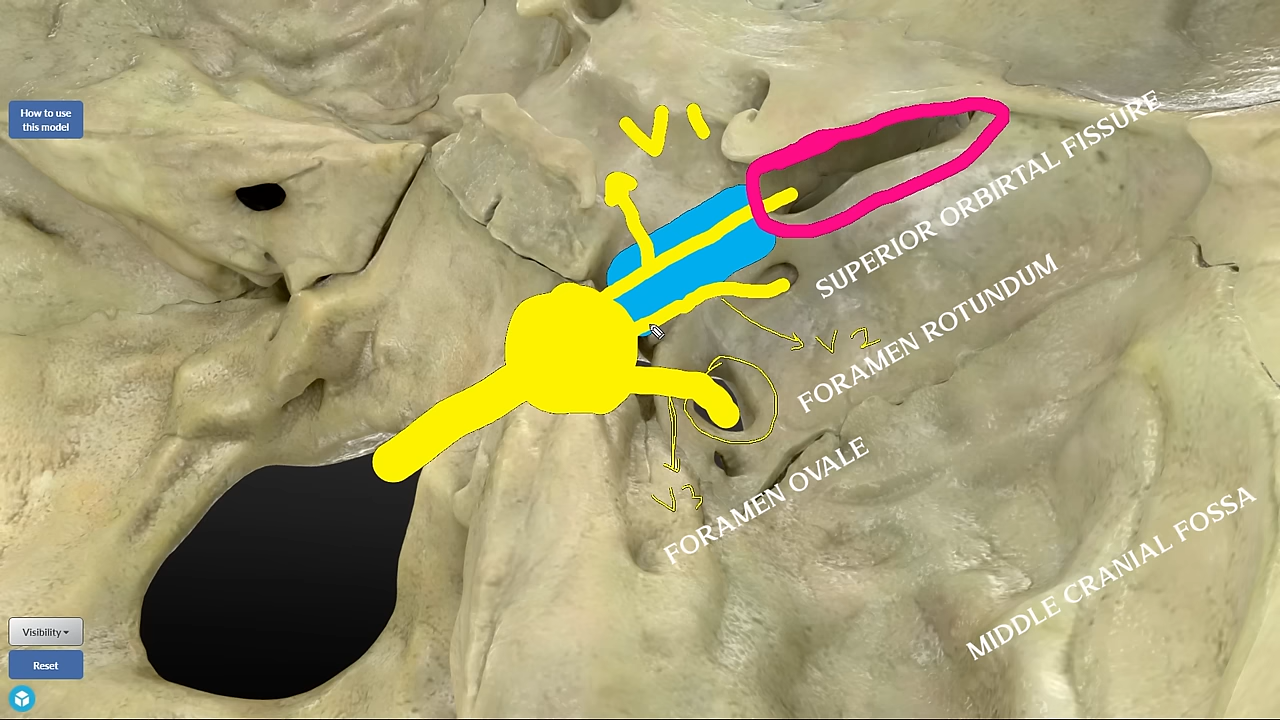 How to use
this model
V1
SUPERIOR ORBIRTAL FISSURE
FORAMEN ROTUNDUM
V2
V3
FORAMEN OVALE
MIDDLE CRANIAL FOSSA
Visibility
Reset